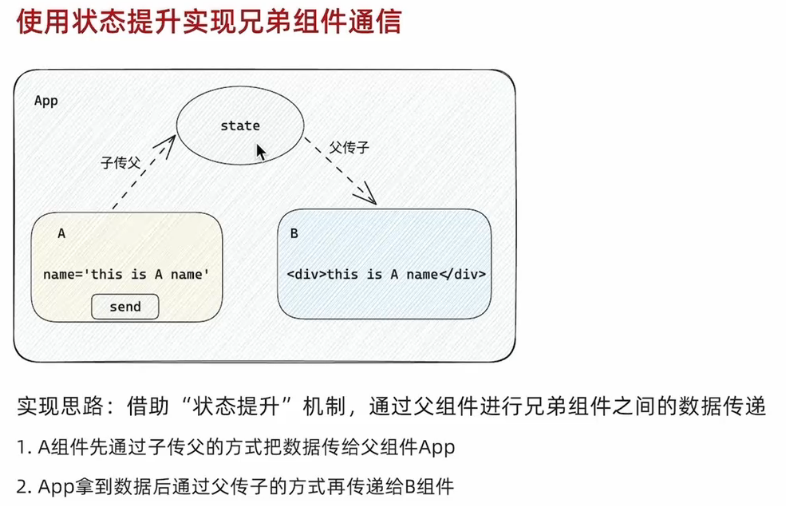 使用状态提升实现兄弟组件通信
App
state
子传父
父传子
A
name='this is A name'
send
B
<div>this is A name</div>
实现思路：借助“状态提升”机制，通过父组件进行兄弟组件之间的数据传递
1. A组件先通过子传父的方式把数据传给父组件App
2. App拿到数据后通过父传子的方式再传递给B组件